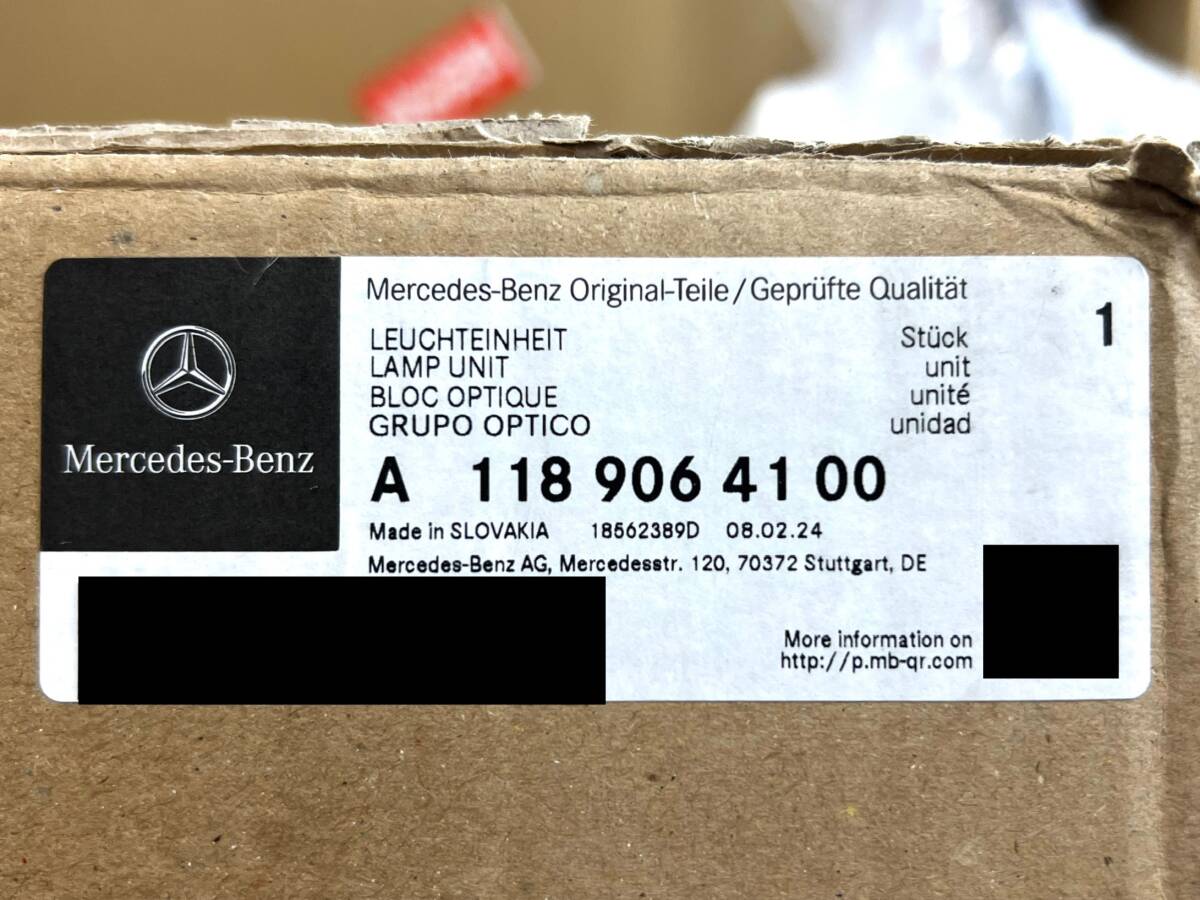 Mercedes-Benz
Mercedes-Benz Original-Teile/Geprüfte Qualität
LEUCHTEINHEIT Stück 1
LAMP UNIT unit
BLOC OPTIQUE unité
GRUPO OPTICO unidad
A 118 906 41 00
Made in SLOVAKIA 18562389D 08.02.24
Mercedes-Benz AG, Mercedesstr. 120, 70372 Stuttgart, DE
More information on
http://p.mb-qr.com